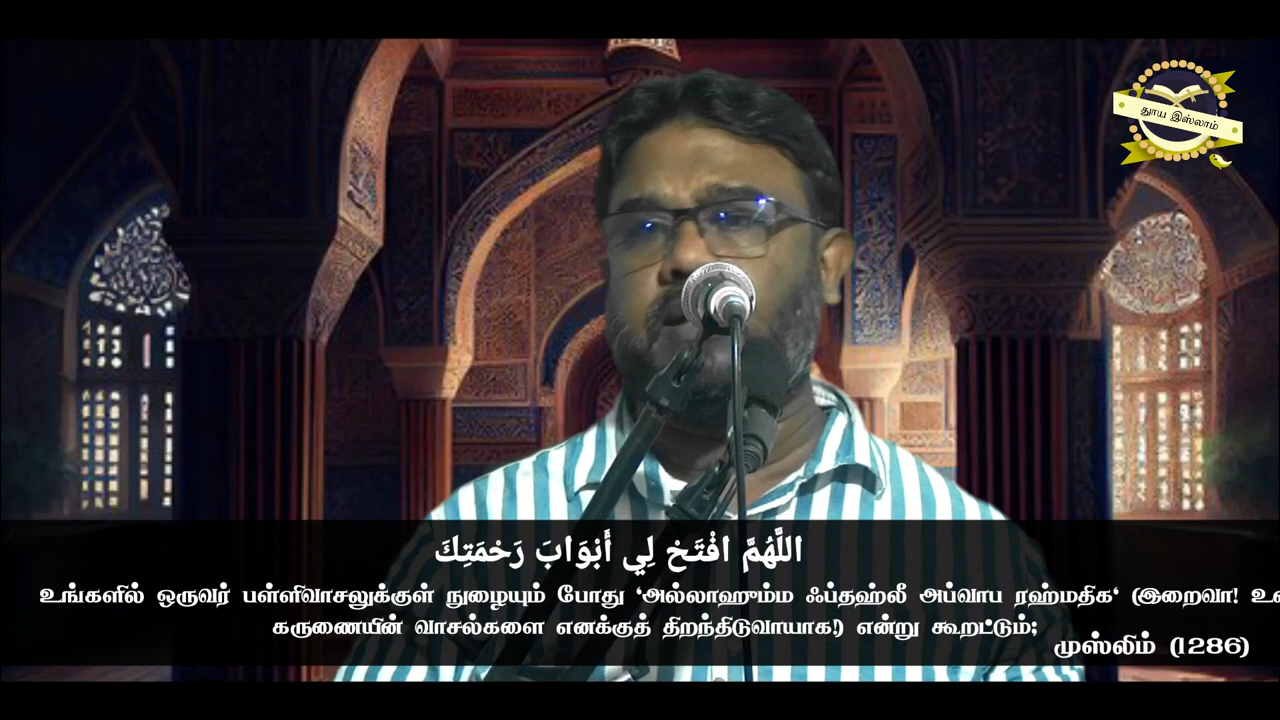 தூய இஸ்லாம்
اللَّهُمَّ افْتَحْ لِي أَبْوَابَ رَحْمَتِكَ
உங்களில் ஒருவர் பள்ளிவாசலுக்குள் நுழையும் போது 'அல்லாஹும்ம ஃப்தஹ்லீ அப்வாப ரஹ்மதிக' (இறைவா!
கருணையின் வாசல்களை எனக்குத் திறந்திடுவாயாக!) என்று கூறட்டும்;
முஸ்லிம் (1286)